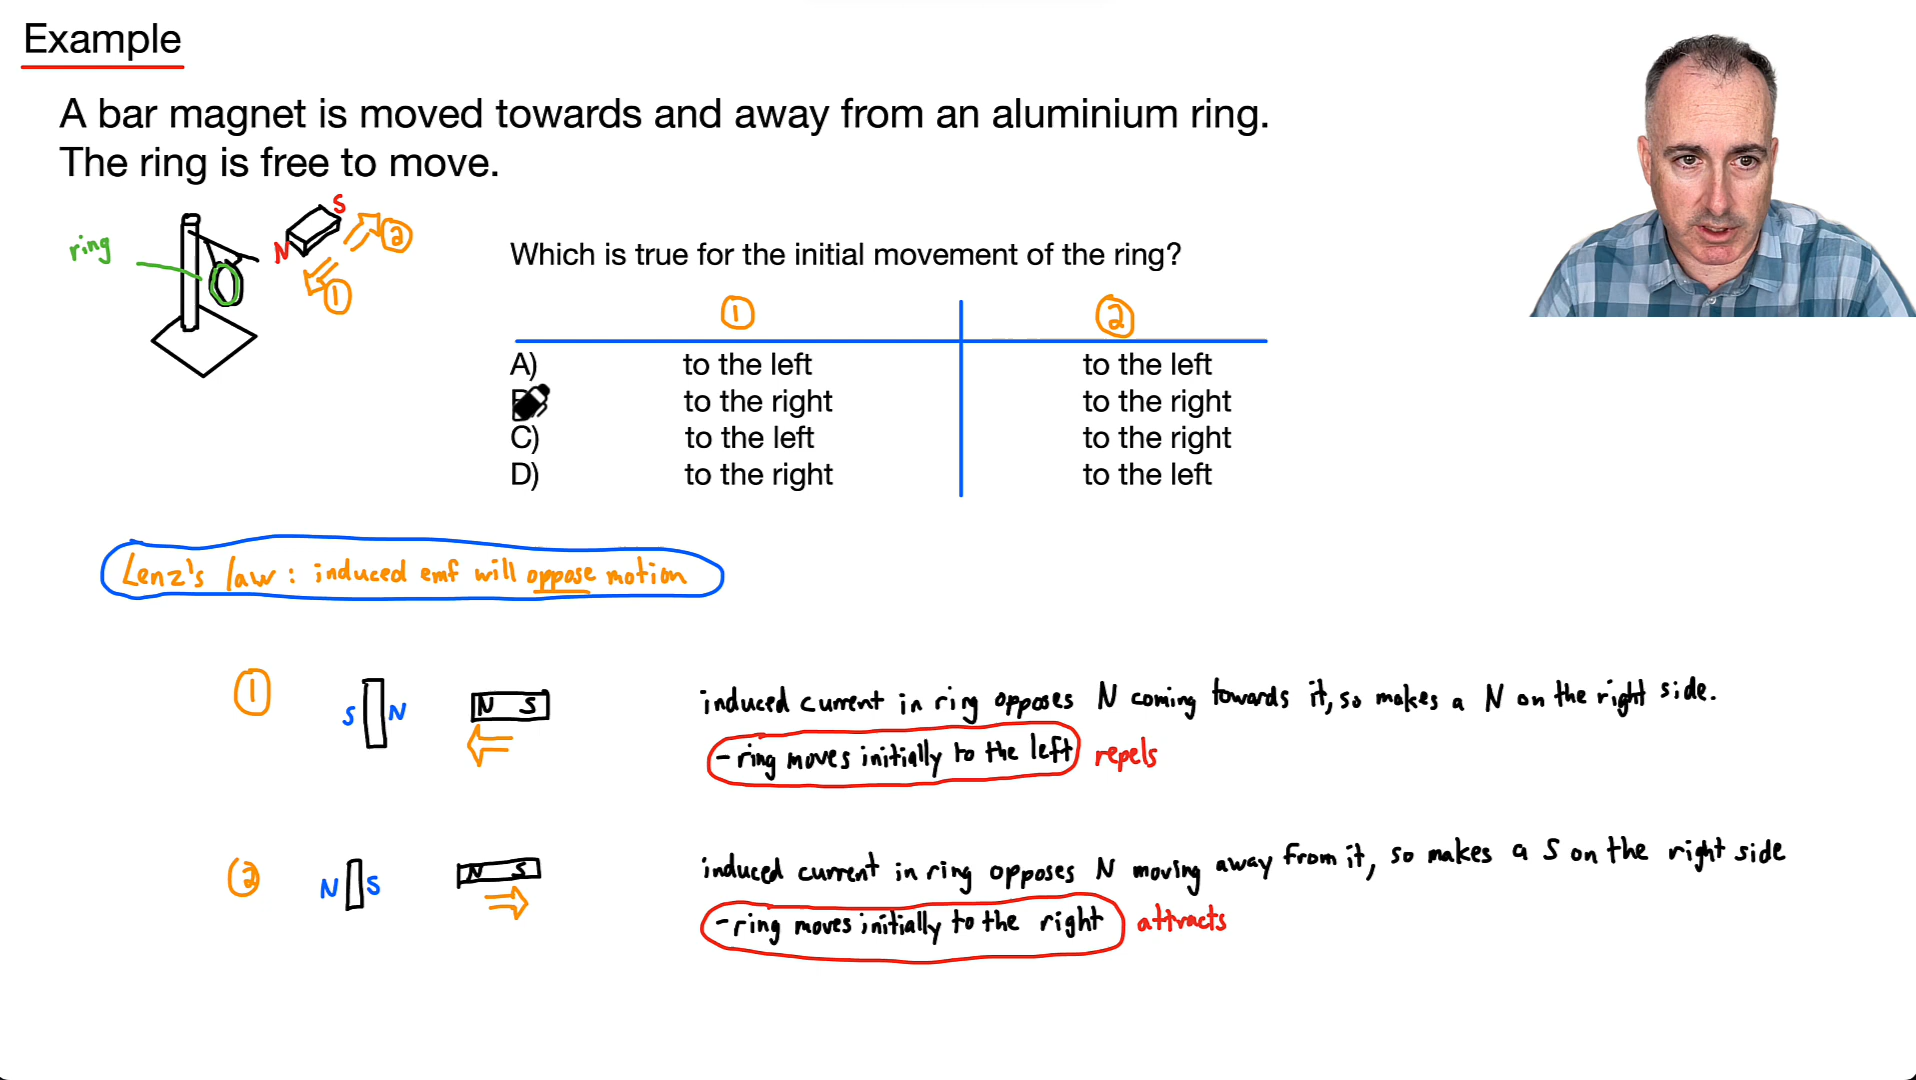 Example
A bar magnet is moved towards and away from an aluminium ring.
The ring is free to move.
ring
N
S
2
1
Which is true for the initial movement of the ring?
1 2
A) to the left to the left
to the right to the right
C) to the left to the right
D) to the right to the left
Lenz's law: induced emf will oppose motion
1
S N
N S
induced current in ring opposes N coming towards it, so makes a N on the right side.
- ring moves initially to the left repels
2
N S
N S
induced current in ring opposes N moving away from it, so makes a S on the right side
- ring moves initially to the right attracts